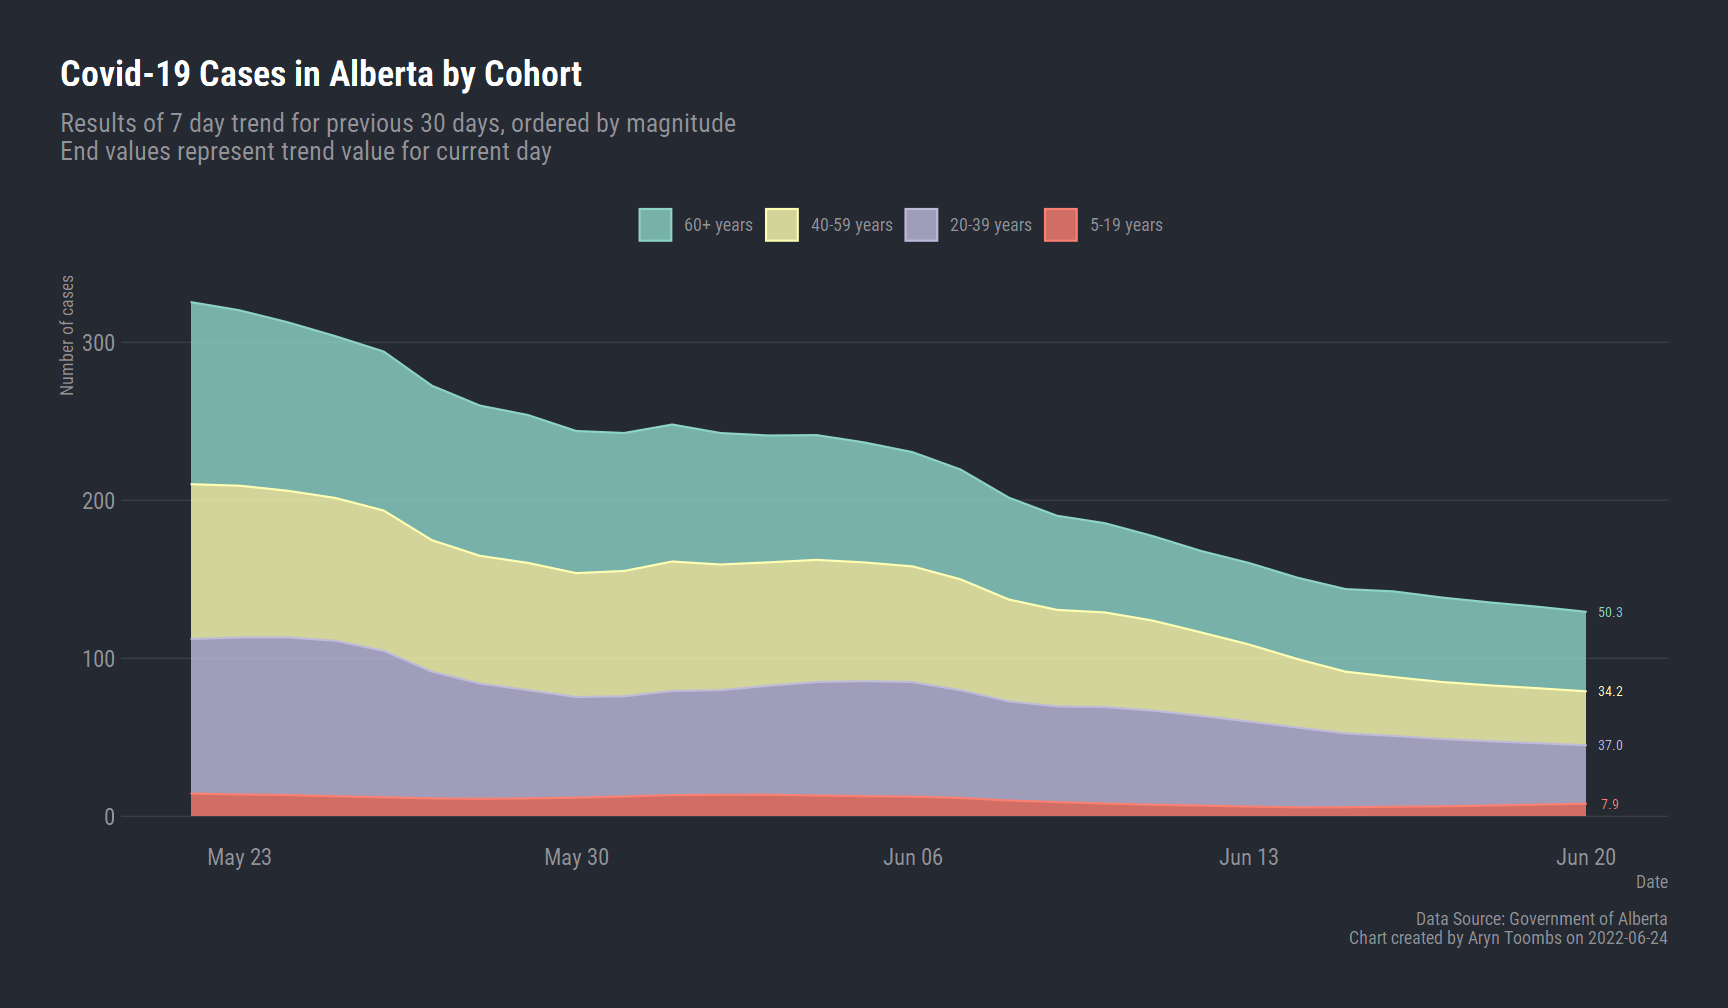 Covid-19 Cases in Alberta by Cohort
Results of 7 day trend for previous 30 days, ordered by magnitude
End values represent trend value for current day
60+ years 40-59 years 20-39 years 5-19 years
Number of cases
300
200
100
0
50.3
34.2
37.0
7.9
May 23 May 30 Jun 06 Jun 13 Jun 20
Date
Data Source: Government of Alberta
Chart created by Aryn Toombs on 2022-06-24